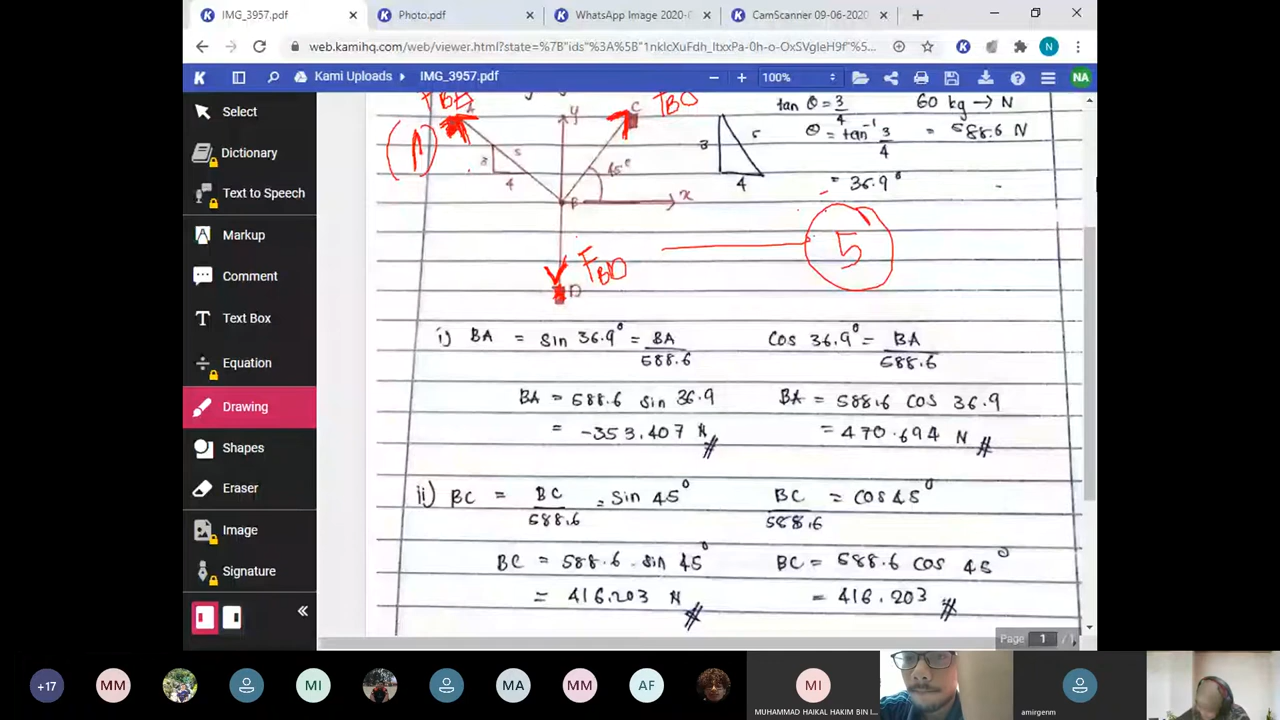 IMG_3957.pdf
Photo.pdf
WhatsApp Image 2020-
CamScanner 09-06-2020
web.kamihq.com/web/viewer.html?state=%7B"ids"%3A%5B"1nklcXuFdh_ltxxPa-0h-o-OxSVgleH9f"%5...
N
K
Kami Uploads
IMG_3957.pdf
100%
NA
Select
Dictionary
Text to Speech
Markup
Comment
Text Box
Equation
Drawing
Shapes
Eraser
Image
Signature
y
C
tan θ = 3/4
60 kg → N
θ = tan⁻¹ 3/4
= 588.6 N
= 36.9°
3
5
4
3
5
4
45°
B
x
F BD
D
5
i) BA = sin 36.9° = BA/588.6
cos 36.9° = BA/588.6
BA = 588.6 sin 36.9
BA = 588.6 cos 36.9
= -353.407 N
= 470.694 N
ii) BC = BC/588.6 = sin 45°
BC/588.6 = cos 45°
BC = 588.6 sin 45°
BC = 588.6 cos 45°
= 416.203 N
= 416.203
Page 1 / 1
+17
MM
MI
MA
MM
AF
MI
MUHAMMAD HAIKAL HAKIM BIN I...
amirgenm